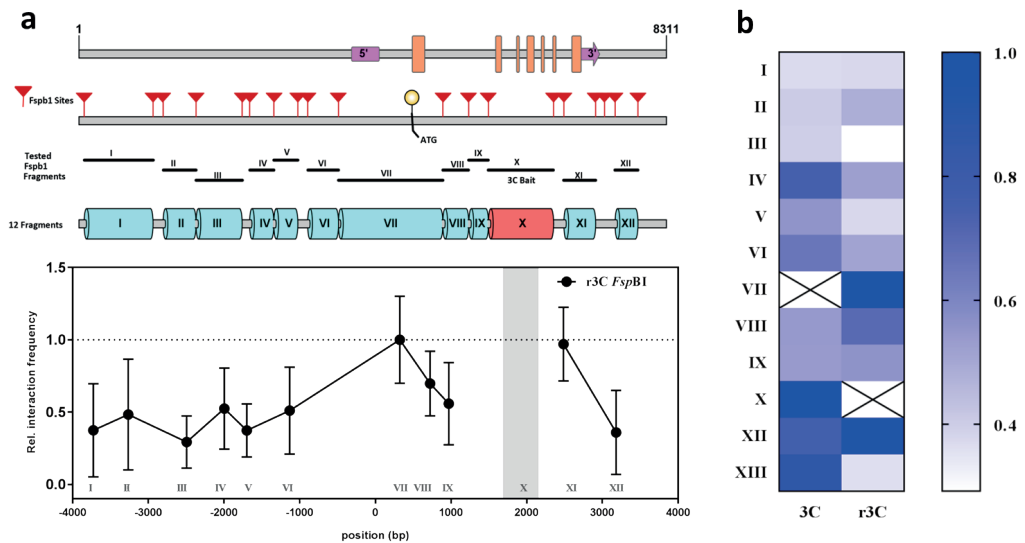 a
1
8311
5'
3'
Fspb1 Sites
ATG
Tested
Fspb1
Fragments
I
II
III
IV
V
VI
VII
VIII
IX
X
3C Bait
XI
XII
12 Fragments
I
II
III
IV
V
VI
VII
VIII
IX
X
XI
XII
Rel. interaction frequency
1.5
1.0
0.5
0.0
r3C FspBI
I
II
III
IV
V
VI
VII
VIII
IX
X
XI
XII
-4000
-3000
-2000
-1000
0
1000
2000
3000
4000
position (bp)
b
I
II
III
IV
V
VI
VII
VIII
IX
X
XII
XIII
3C
r3C
1.0
0.8
0.6
0.4